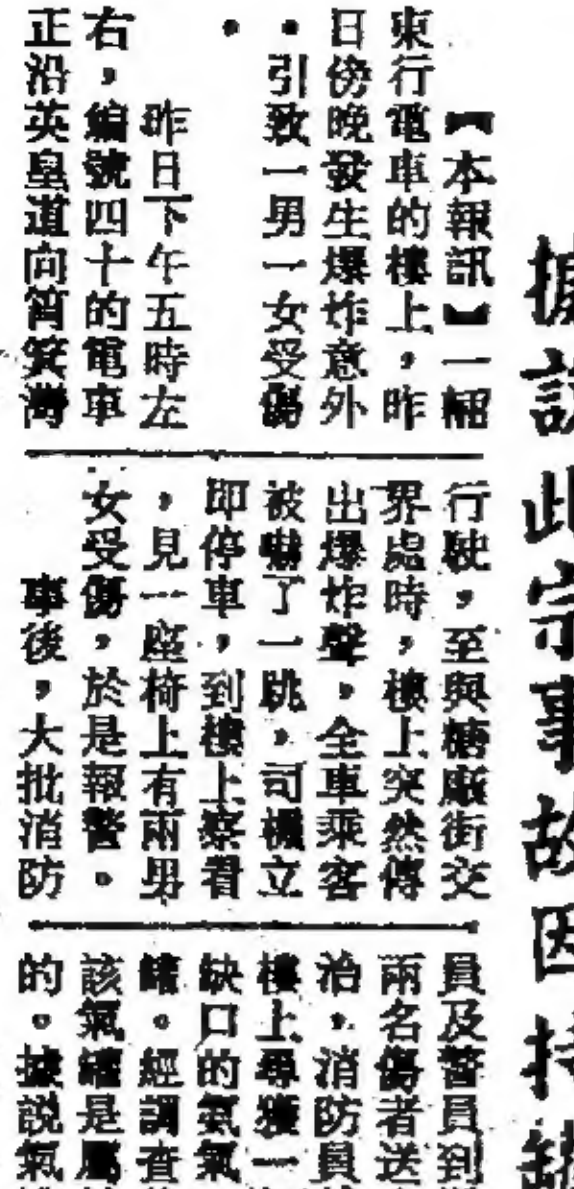 據說此宗事故因持
【本報訊】一輛
東行電車的樓上,昨
日傍晚發生爆炸意外
,引致一男一女受傷
。
昨日下午五時左
右,編號四十的電車
正沿英皇道向筲箕灣
行駛,至與糖廠街交
界處時,樓上突然傳
出爆炸聲,全車乘客
被嚇了一跳,司機立
即停車,到樓上察看
,見一座椅上有兩男
女受傷,於是報警。
事後,大批消防
員及警員到
兩名傷者送
治,消防員
樓上尋獲一
缺口的氣
罐。經調查
該氣罐是屬
的。據說氣